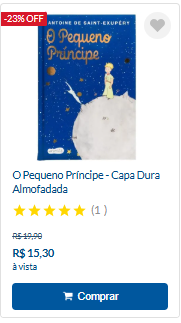 -23% OFF
ANTOINE DE SAINT-EXUPÉRY
O Pequeno
Príncipe
O Pequeno Príncipe - Capa Dura
Almofadada
(1 )
R$ 19,90
R$ 15,30
à vista
Comprar